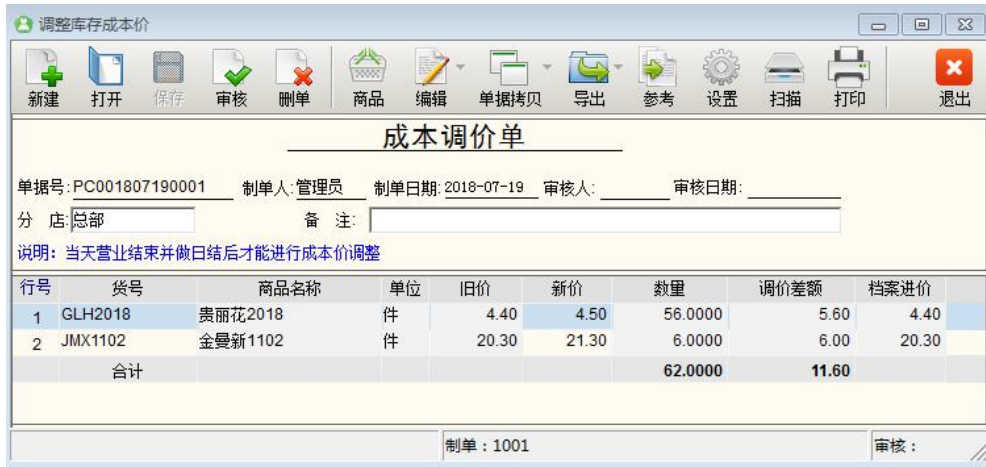 调整库存成本价
新建 打开 保存 审核 删单 商品 编辑 单据拷贝 导出 参考 设置 扫描 打印 退出
成本调价单
单据号: PC001807190001 制单人: 管理员 制单日期: 2018-07-19 审核人: 审核日期:
分 店: 总部 备 注:
说明：当天营业结束并做日结后才能进行成本价调整
行号 货号 商品名称 单位 旧价 新价 数量 调价差额 档案进价
1 GLH2018 贵丽花2018 件 4.40 4.50 56.0000 5.60 4.40
2 JMX1102 金曼新1102 件 20.30 21.30 6.0000 6.00 20.30
合计 62.0000 11.60
制单：1001 审核：